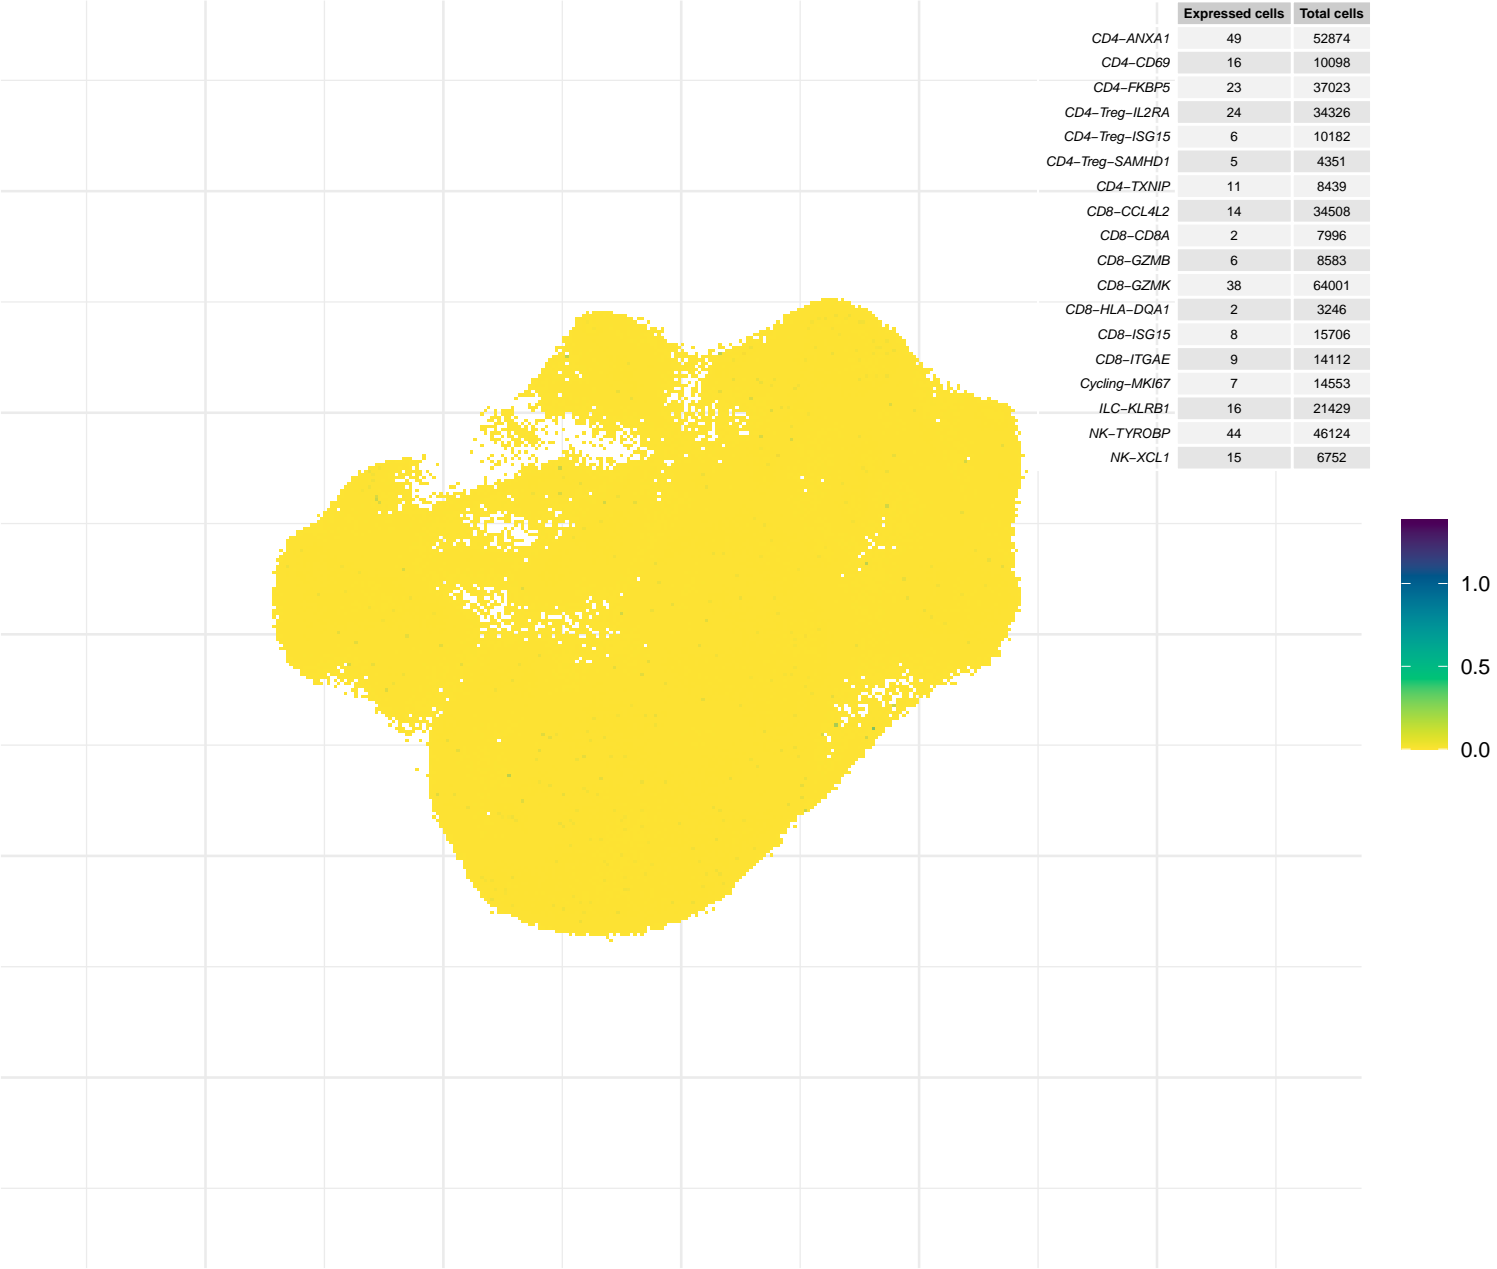 Expressed cells Total cells
CD4−ANXA1 49 52874
CD4−CD69 16 10098
CD4−FKBP5 23 37023
CD4−Treg−IL2RA 24 34326
CD4−Treg−ISG15 6 10182
CD4−Treg−SAMHD1 5 4351
CD4−TXNIP 11 8439
CD8−CCL4L2 14 34508
CD8−CD8A 2 7996
CD8−GZMB 6 8583
CD8−GZMK 38 64001
CD8−HLA−DQA1 2 3246
CD8−ISG15 8 15706
CD8−ITGAE 9 14112
Cycling−MKI67 7 14553
ILC−KLRB1 16 21429
NK−TYROBP 44 46124
NK−XCL1 15 6752
1.0
0.5
0.0